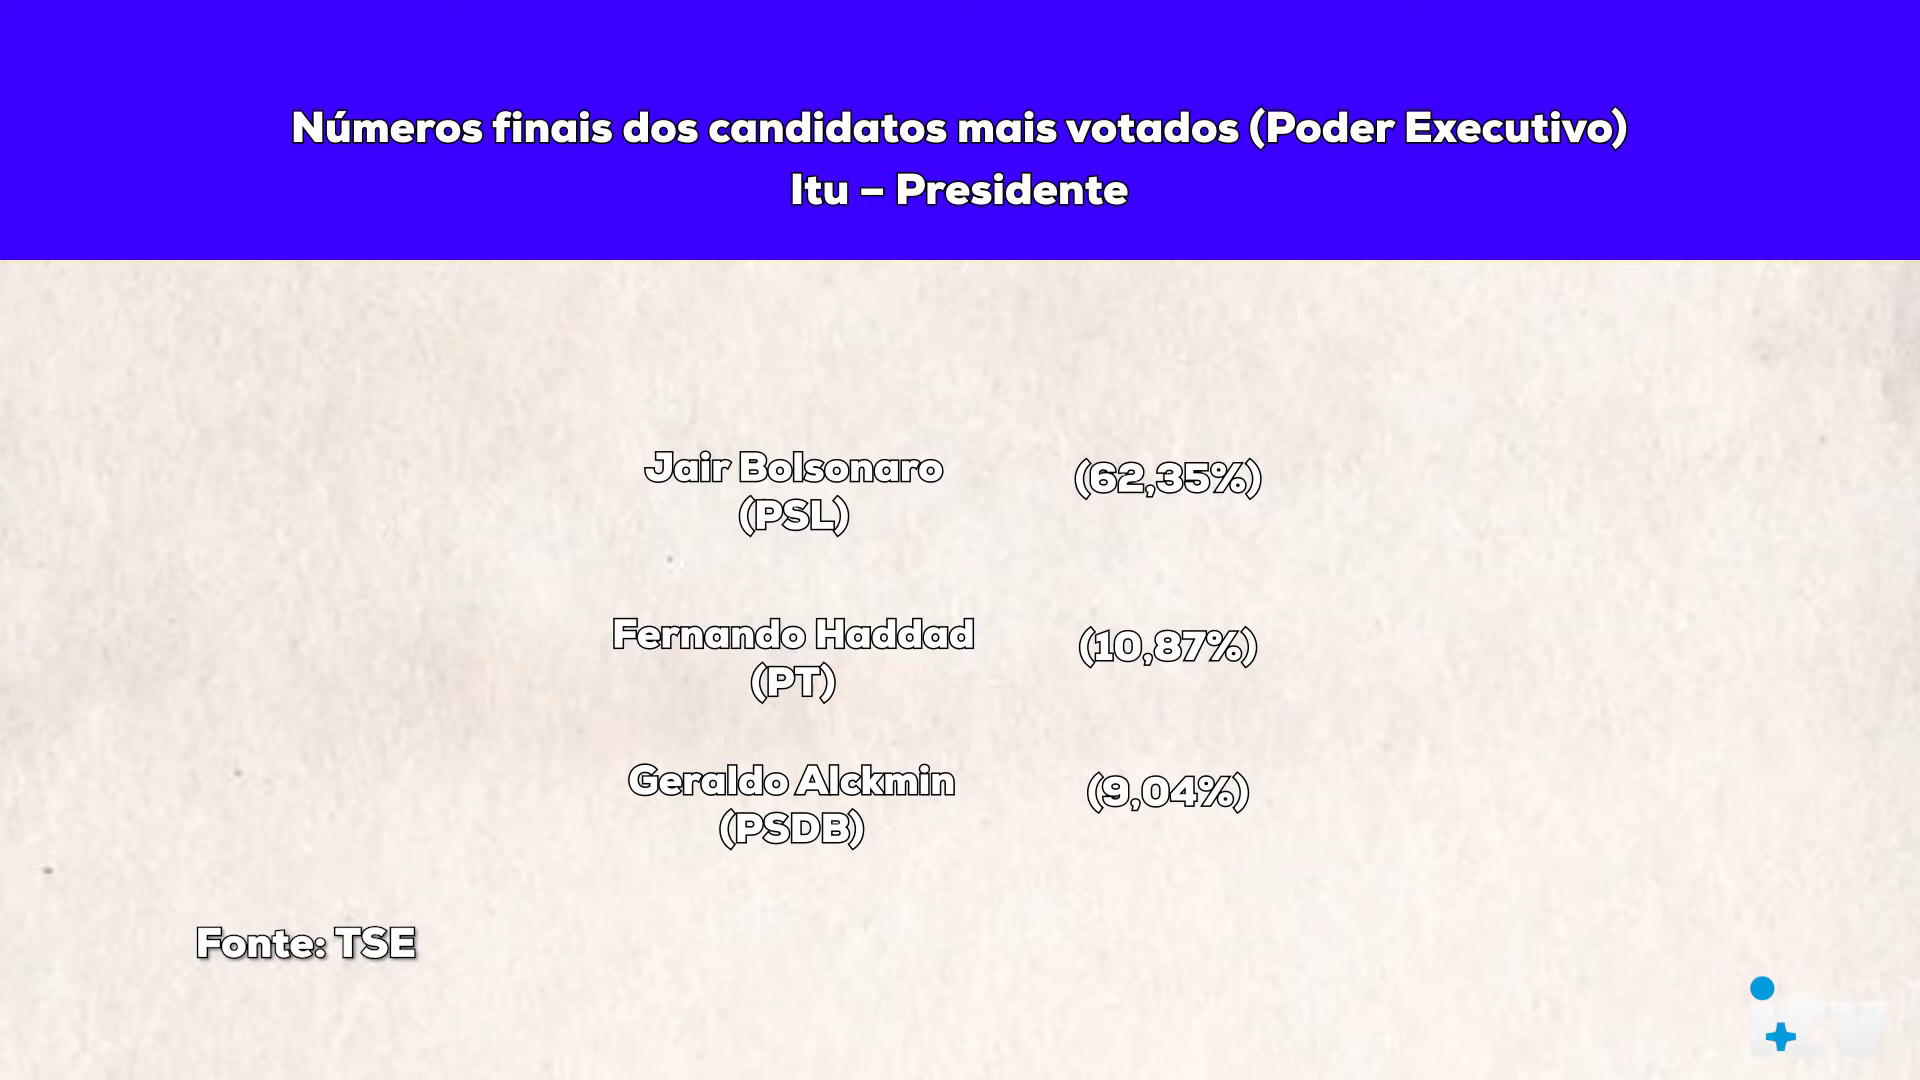 Números finais dos candidatos mais votados (Poder Executivo)
Itu – Presidente
Jair Bolsonaro
(PSL)
(62,35%)
Fernando Haddad
(PT)
(10,87%)
Geraldo Alckmin
(PSDB)
(9,04%)
Fonte: TSE